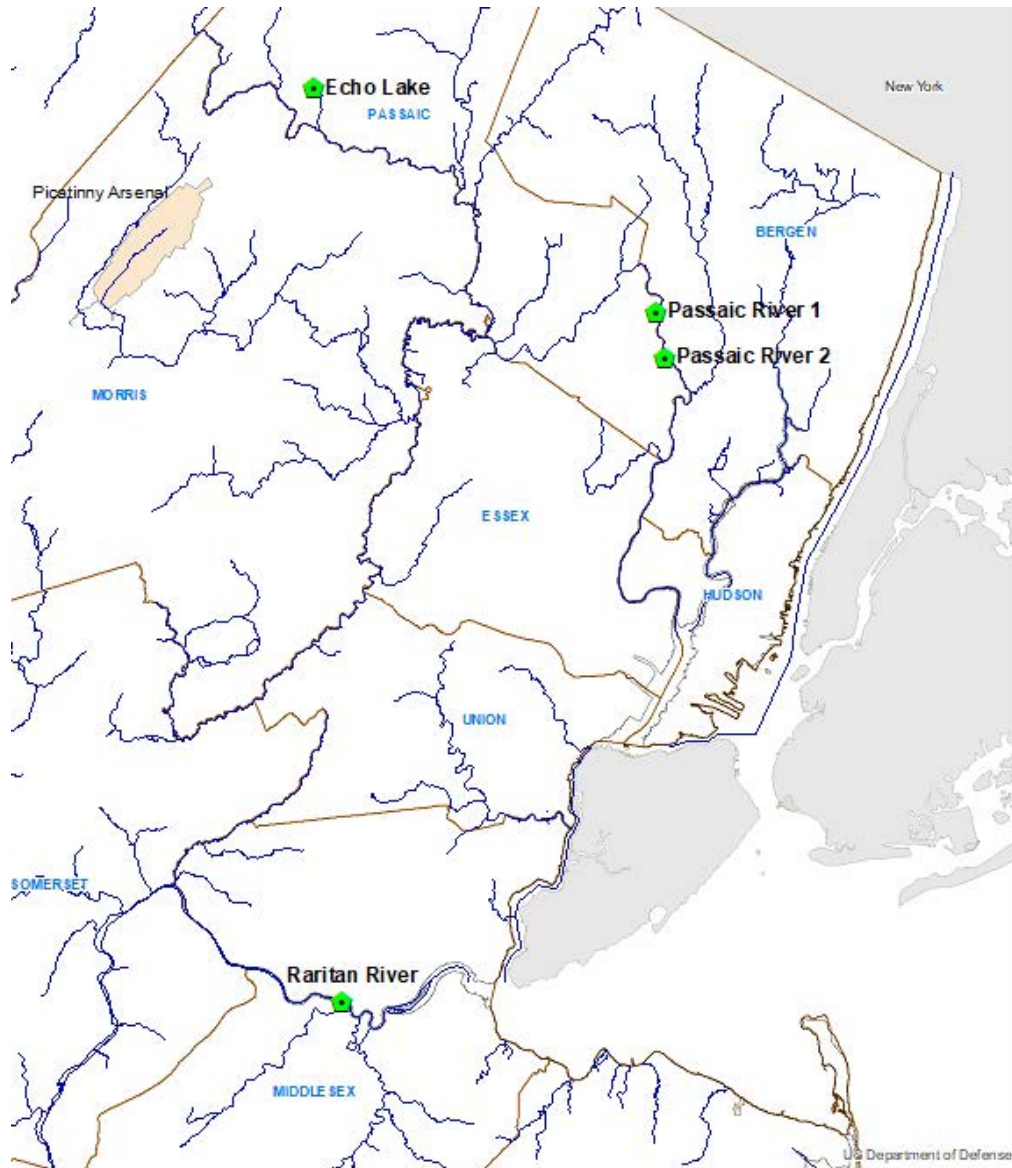 New York
Echo Lake
PASSAIC
Picatinny Arsenal
BERGEN
Passaic River 1
Passaic River 2
MORRIS
ESSEX
HUDSON
UNION
SOMERSET
Raritan River
MIDDLESEX
US Department of Defense